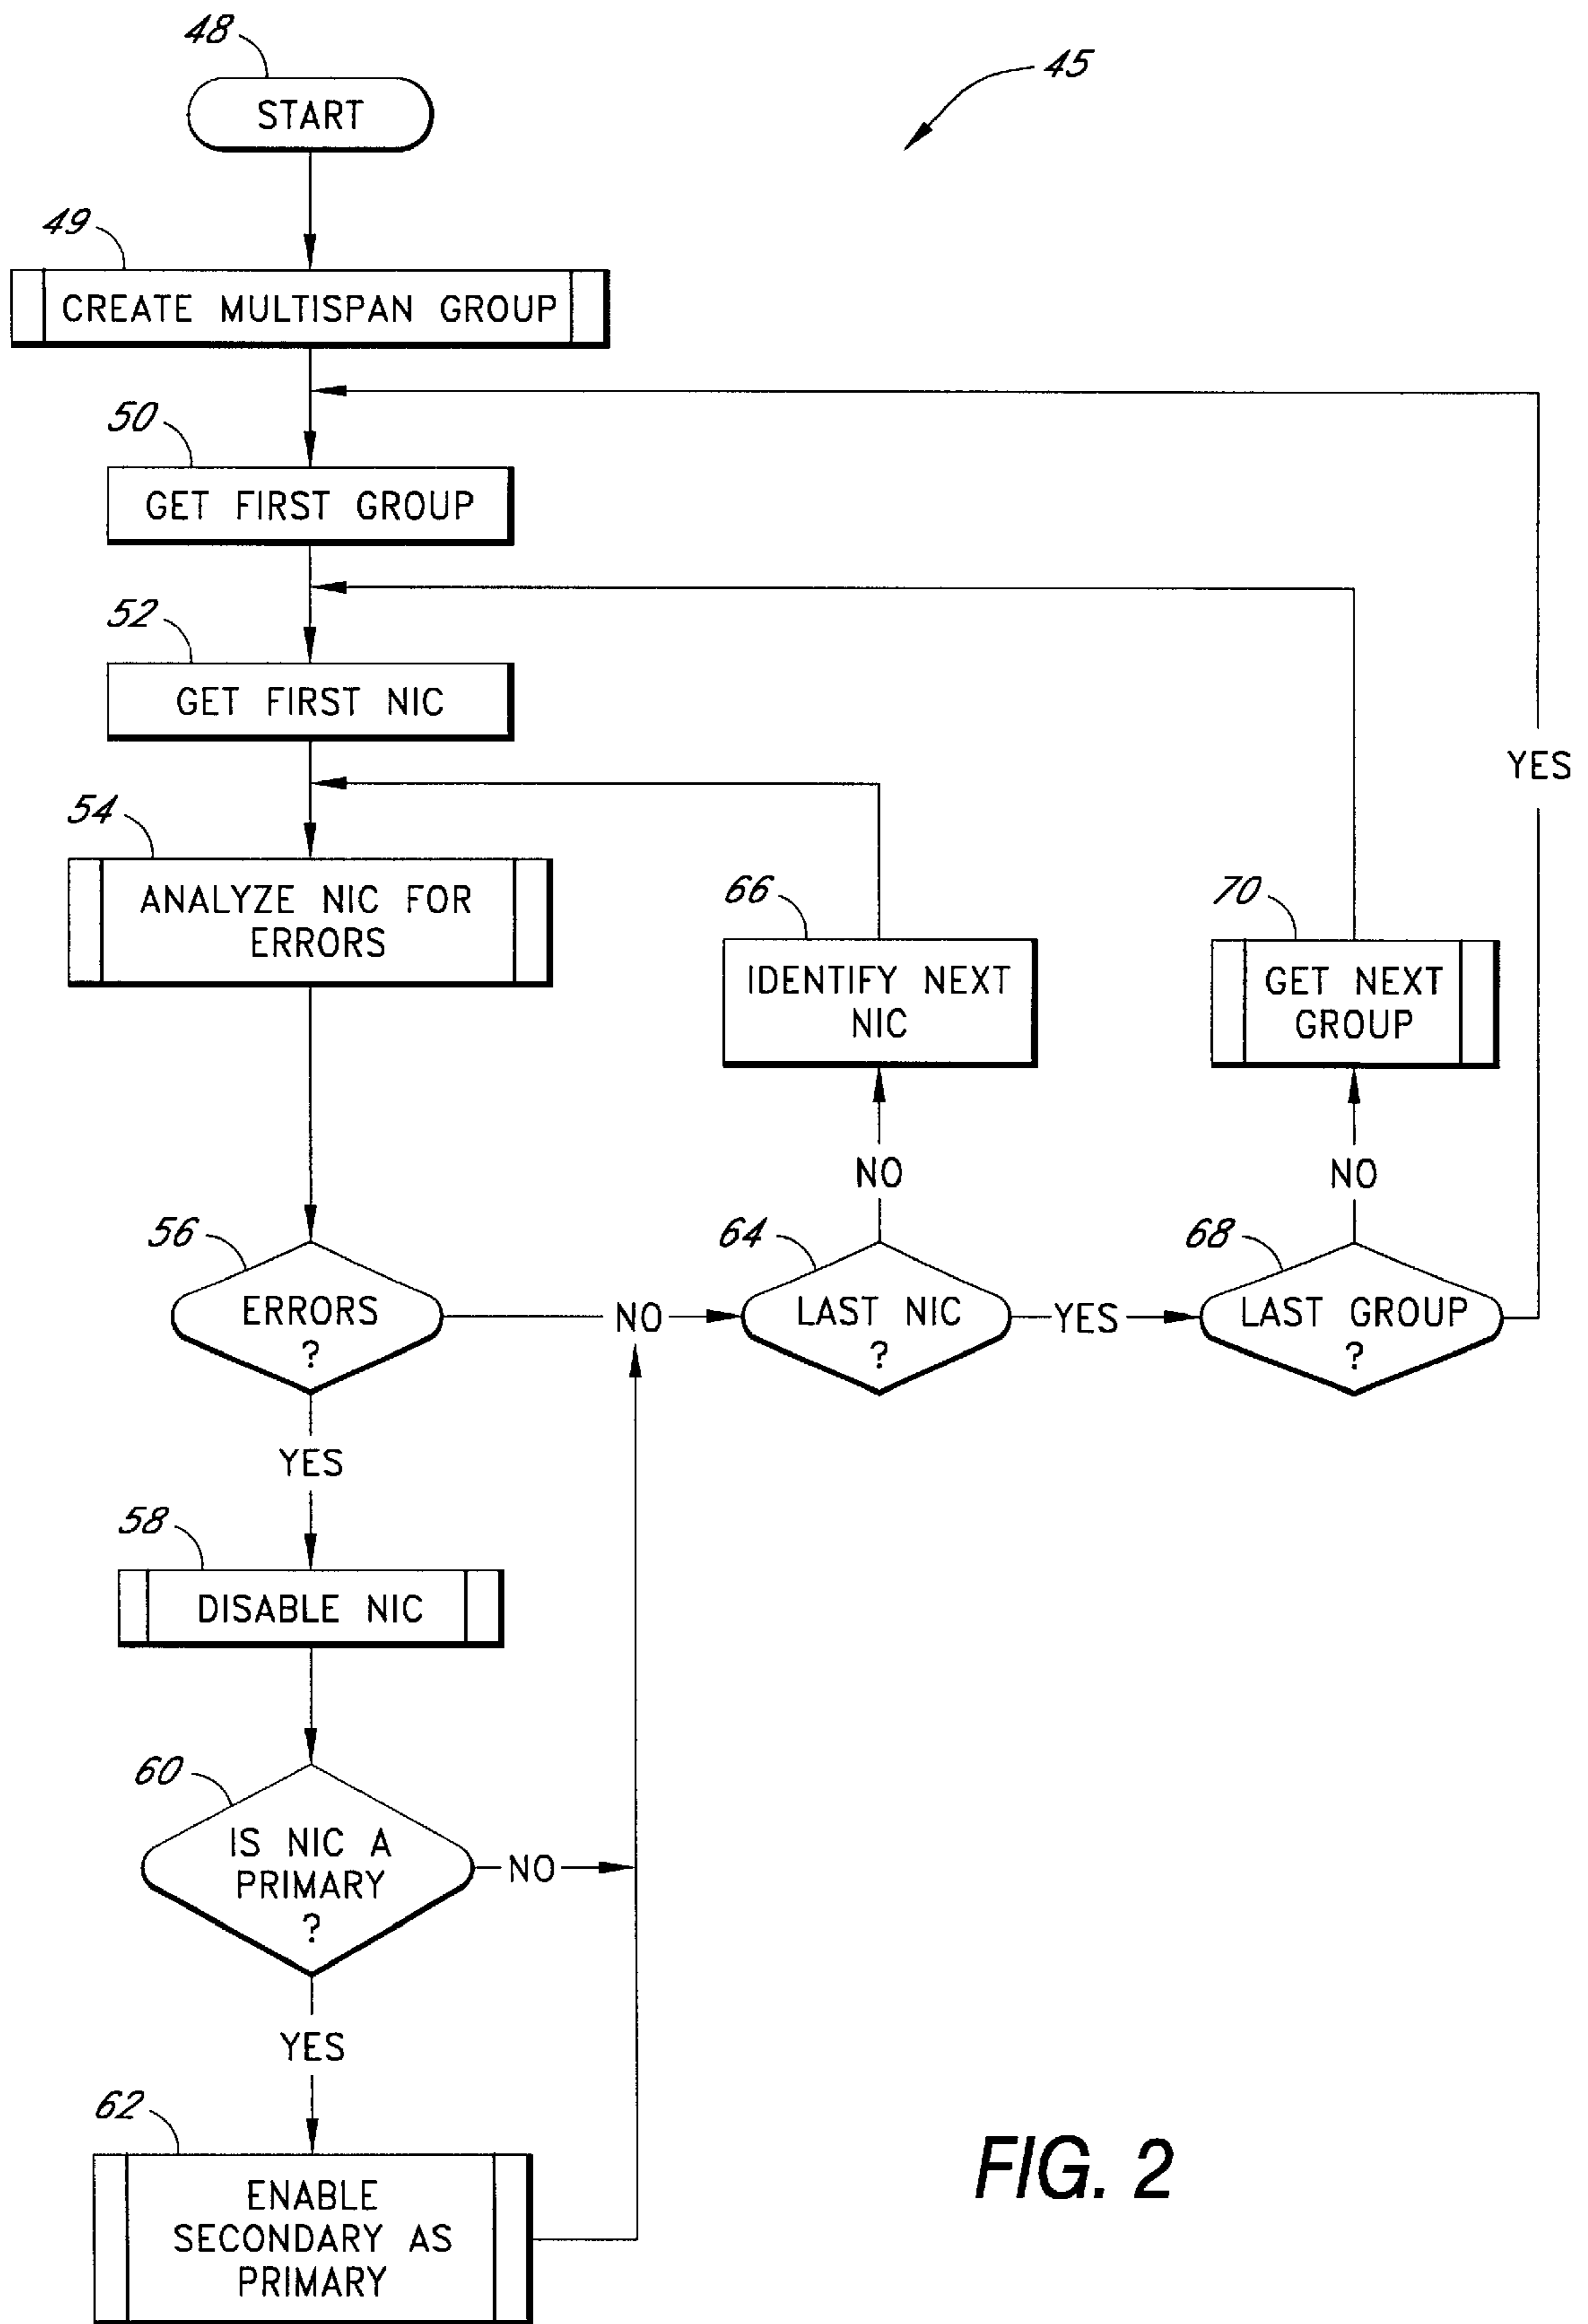 48
START
45
49
CREATE MULTISPAN GROUP
50
GET FIRST GROUP
52
GET FIRST NIC
YES
54
ANALYZE NIC FOR
ERRORS
66
IDENTIFY NEXT
NIC
70
GET NEXT
GROUP
NO
NO
56
ERRORS
?
NO
64
LAST NIC
?
YES
68
LAST GROUP
?
YES
58
DISABLE NIC
60
IS NIC A
PRIMARY
?
NO
YES
62
ENABLE
SECONDARY AS
PRIMARY
FIG. 2